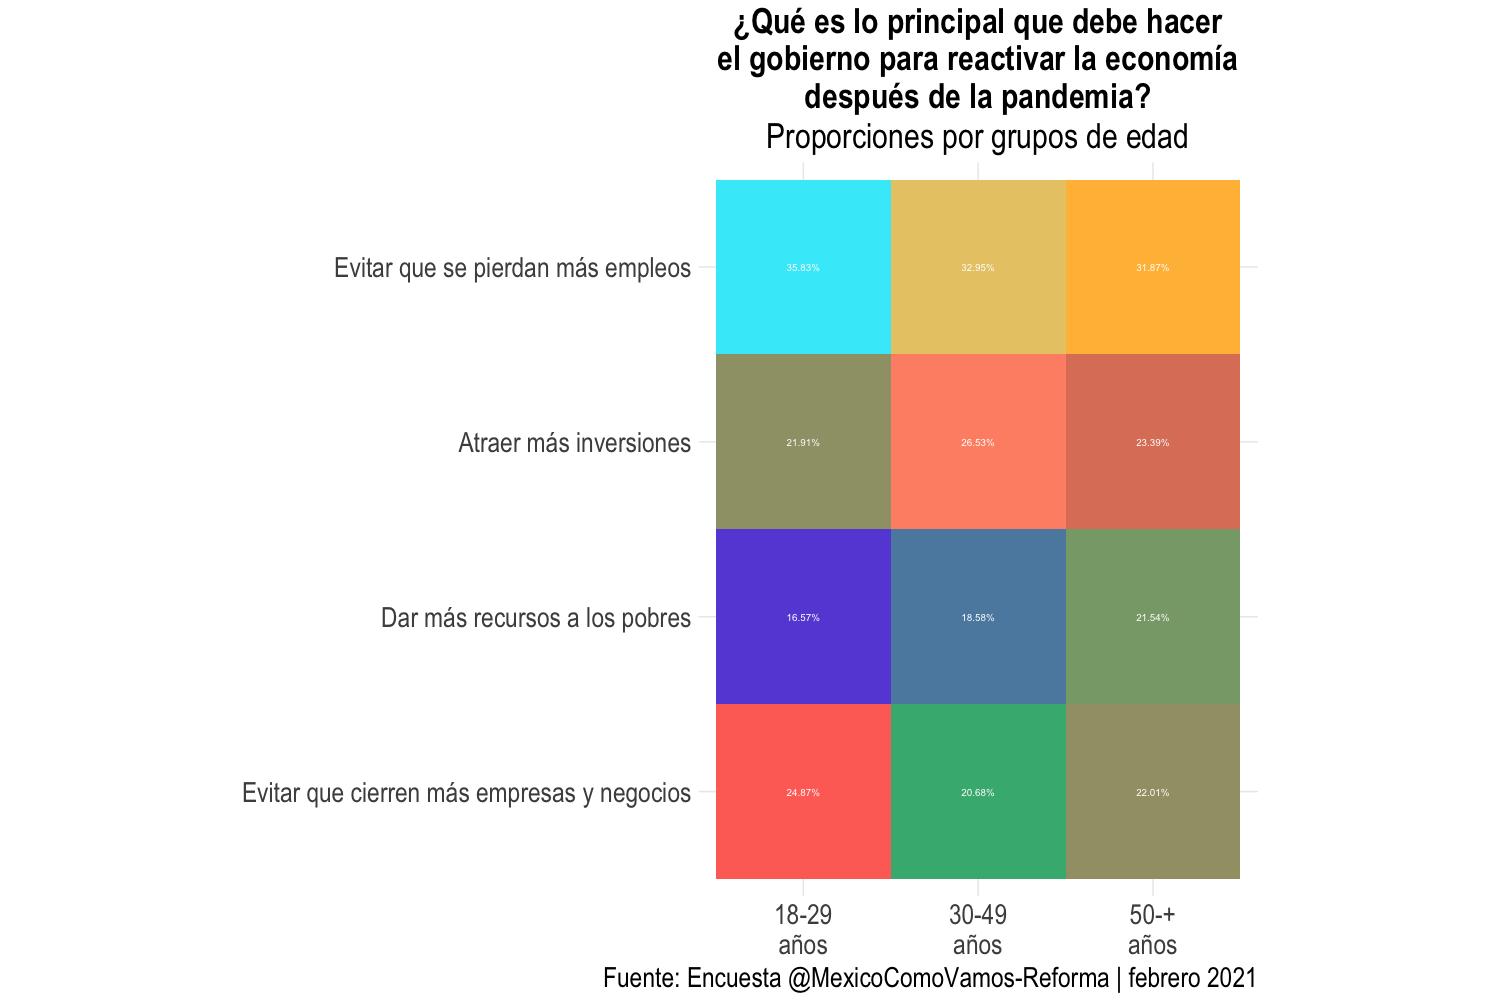 ¿Qué es lo principal que debe hacer
el gobierno para reactivar la economía
después de la pandemia?
Proporciones por grupos de edad
Evitar que se pierdan más empleos
35.83%
32.95%
31.87%
Atraer más inversiones
21.91%
26.53%
23.39%
Dar más recursos a los pobres
16.57%
18.58%
21.54%
Evitar que cierren más empresas y negocios
24.87%
20.68%
22.01%
18-29
años
30-49
años
50-+
años
Fuente: Encuesta @MexicoComoVamos-Reforma | febrero 2021